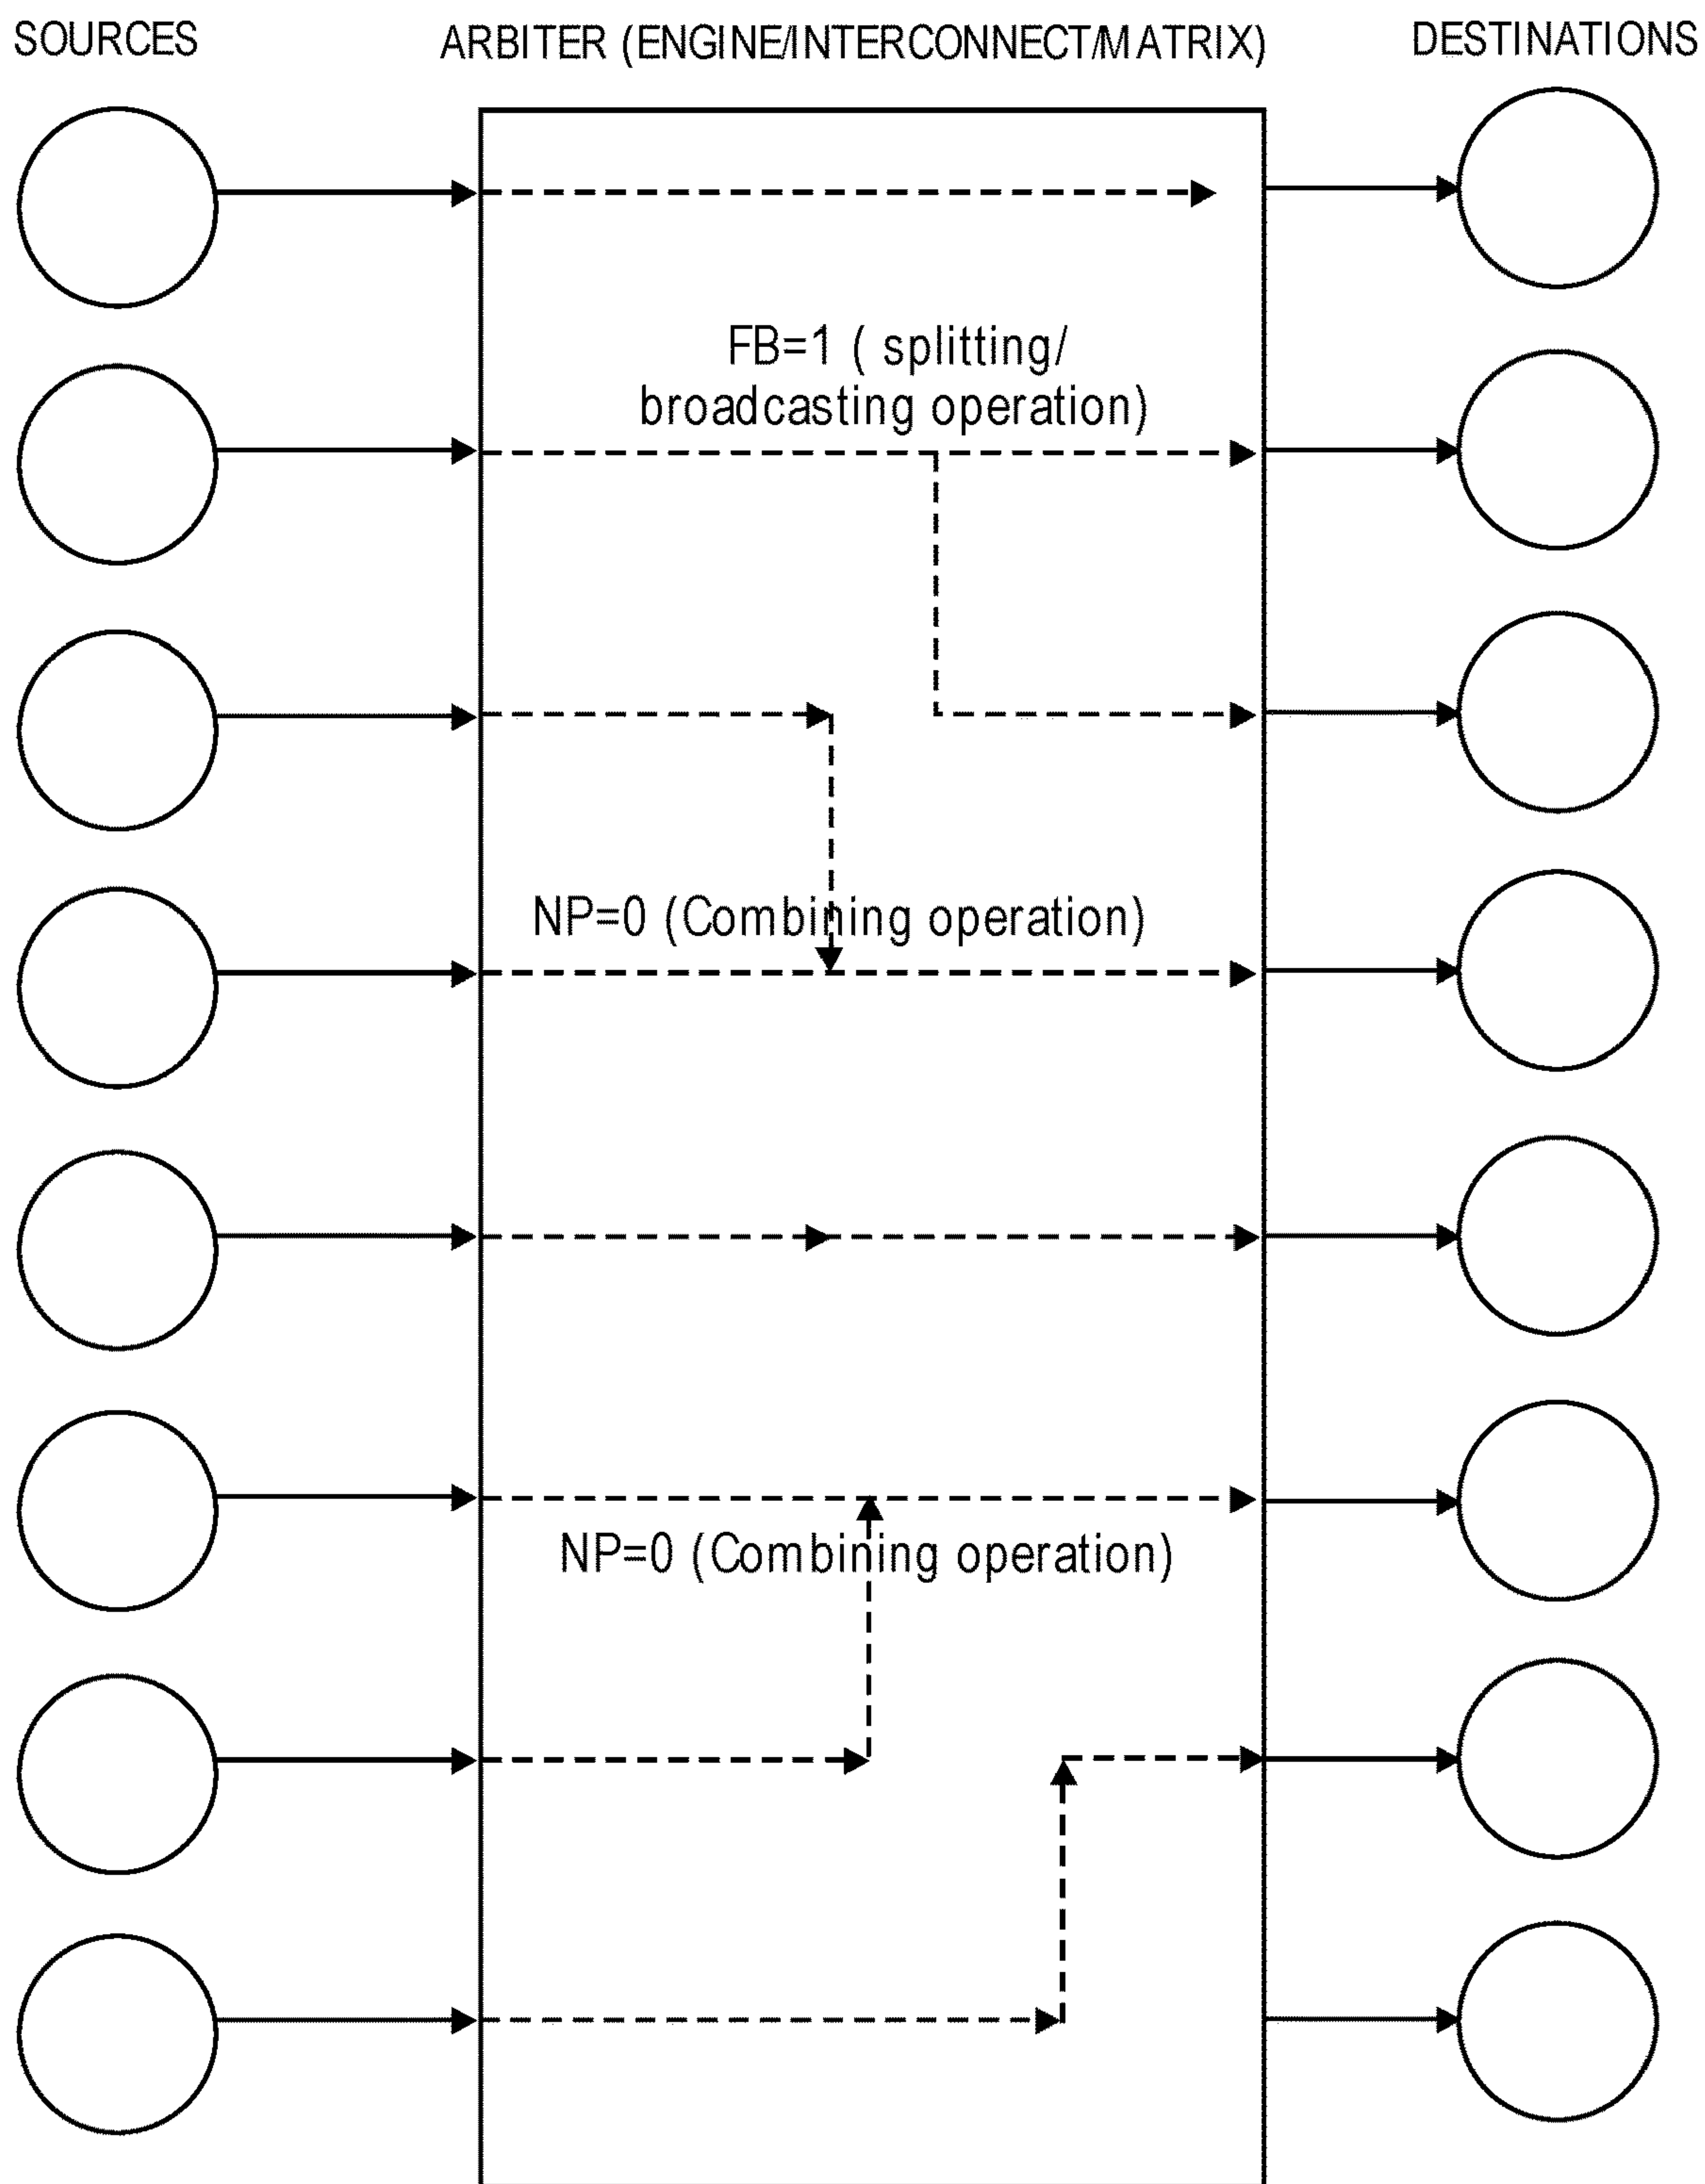 SOURCES
ARBITER (ENGINE/INTERCONNECT/MATRIX)
DESTINATIONS
FB=1 ( splitting/
broadcasting operation)
NP=0 (Combining operation)
NP=0 (Combining operation)